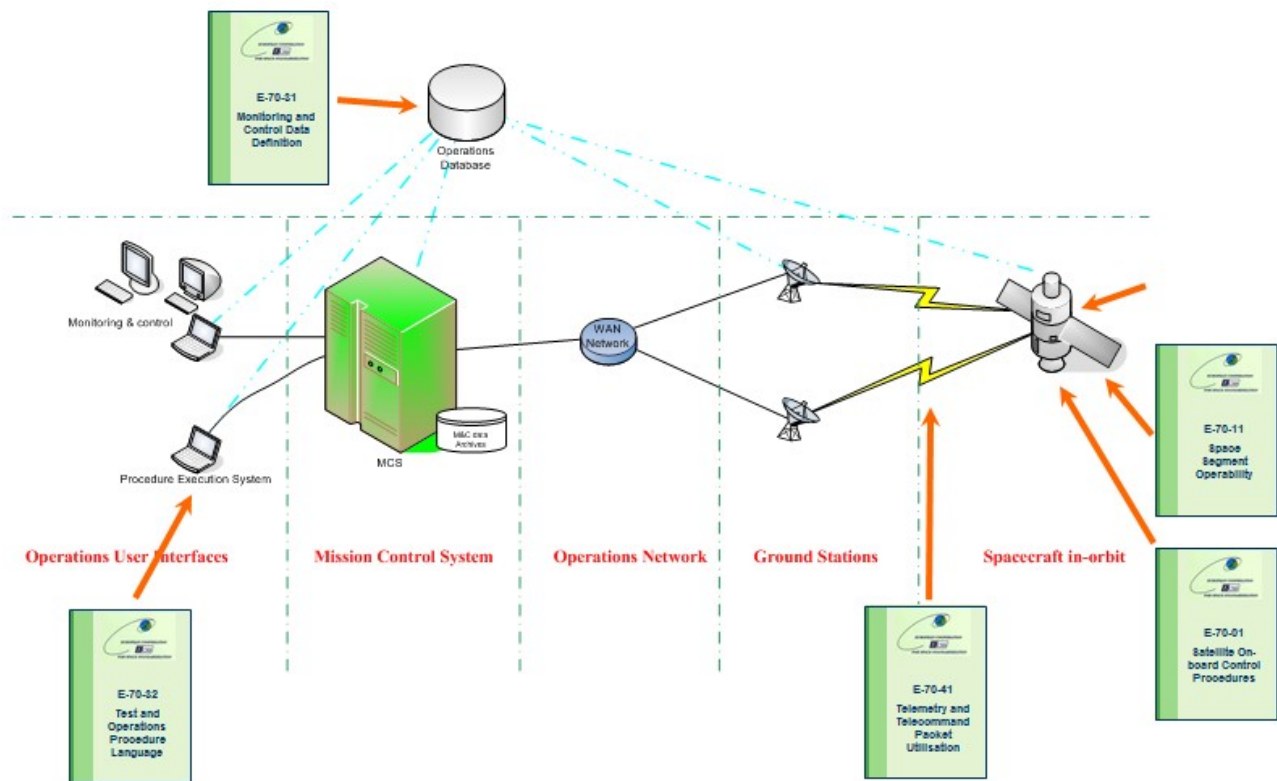 E-70-31
Monitoring and
Control Data
Definition
Operations
Database
Monitoring & control
Procedure Execution System
MCS
M&C data
Archives
WAN
Network
E-70-11
Space
Segment
Operability
Operations User Interfaces
Mission Control System
Operations Network
Ground Stations
Spacecraft in-orbit
E-70-32
Test and
Operations
Procedure
Language
E-70-41
Telemetry and
Telecommand
Packet
Utilisation
E-70-01
Satellite On-
board Control
Procedures